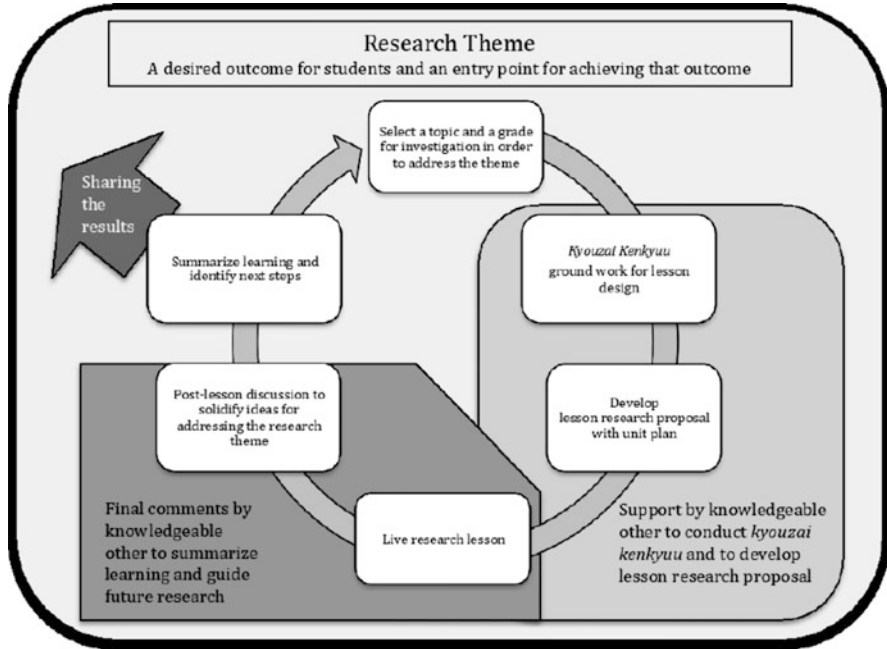 Research Theme
A desired outcome for students and an entry point for achieving that outcome
Select a topic and a grade
for investigation in order
to address the theme
Sharing
the
results
Summarize learning and
identify next steps
Kyouzai Kenkyuu
ground work for lesson
design
Post-lesson discussion to
solidify ideas for
addressing the research
theme
Develop
lesson research proposal
with unit plan
Final comments by
knowledgeable
other to summarize
learning and guide
future research
Live research lesson
Support by knowledgeable
other to conduct kyouzai
kenkyuu and to develop
lesson research proposal